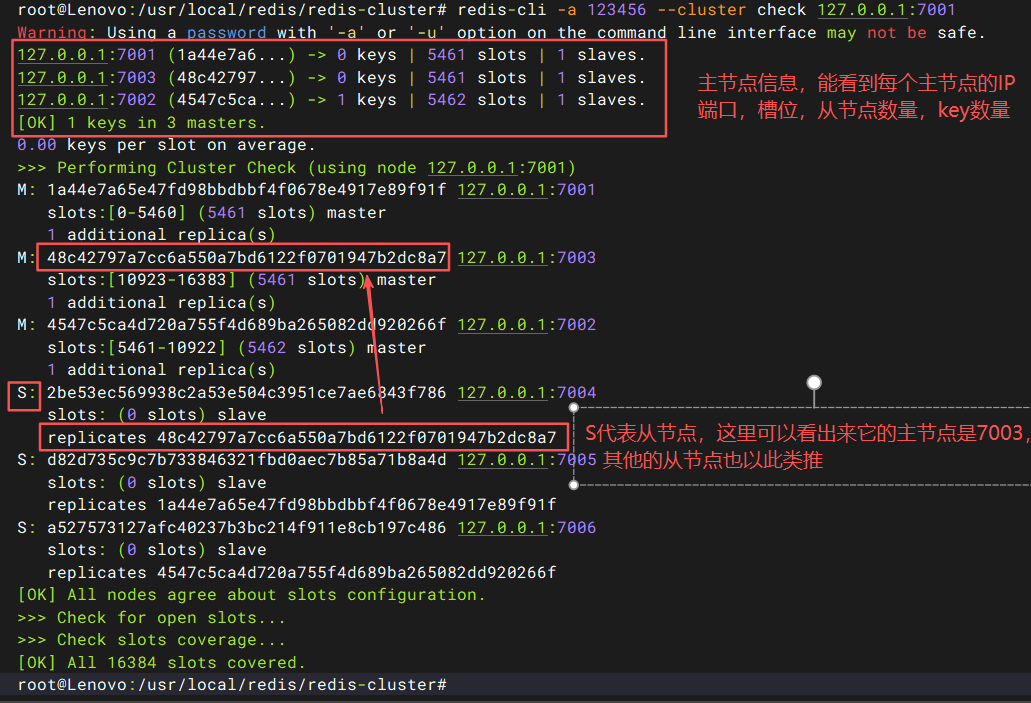 root@Lenovo:/usr/local/redis/redis-cluster# redis-cli -a 123456 --cluster check 127.0.0.1:7001
Warning: Using a password with '-a' or '-u' option on the command line interface may not be safe.
127.0.0.1:7001 (1a44e7a6...) -> 0 keys | 5461 slots | 1 slaves.
127.0.0.1:7003 (48c42797...) -> 0 keys | 5461 slots | 1 slaves.
127.0.0.1:7002 (4547c5ca...) -> 1 keys | 5462 slots | 1 slaves.
[OK] 1 keys in 3 masters.
主节点信息，能看到每个主节点的IP
端口，槽位，从节点数量，key数量
0.00 keys per slot on average.
>>> Performing Cluster Check (using node 127.0.0.1:7001)
M: 1a44e7a65e47fd98bbdbbf4f0678e4917e89f91f 127.0.0.1:7001
slots:[0-5460] (5461 slots) master
1 additional replica(s)
M: 48c42797a7cc6a550a7bd6122f0701947b2dc8a7 127.0.0.1:7003
slots:[10923-16383] (5461 slots) master
1 additional replica(s)
M: 4547c5ca4d720a755f4d689ba265082dd920266f 127.0.0.1:7002
slots:[5461-10922] (5462 slots) master
1 additional replica(s)
S: 2be53ec569938c2a53e504c3951ce7ae6843f786 127.0.0.1:7004
slots: (0 slots) slave
replicates 48c42797a7cc6a550a7bd6122f0701947b2dc8a7
S代表从节点，这里可以看出来它的主节点是7003，
其他的从节点也以此类推
S: d82d735c9c7b733846321fbd0aec7b85a71b8a4d 127.0.0.1:7005
slots: (0 slots) slave
replicates 1a44e7a65e47fd98bbdbbf4f0678e4917e89f91f
S: a527573127afc40237b3bc214f911e8cb197c486 127.0.0.1:7006
slots: (0 slots) slave
replicates 4547c5ca4d720a755f4d689ba265082dd920266f
[OK] All nodes agree about slots configuration.
>>> Check for open slots...
>>> Check slots coverage...
[OK] All 16384 slots covered.
root@Lenovo:/usr/local/redis/redis-cluster#